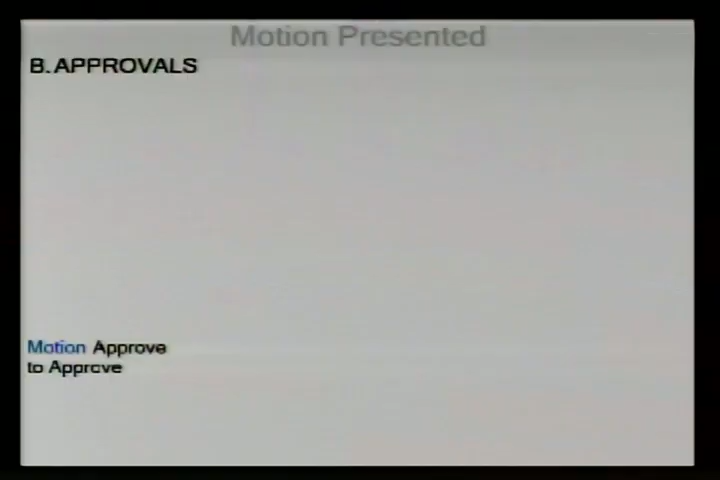 Motion Presented
B. APPROVALS
Motion Approve
to Approve